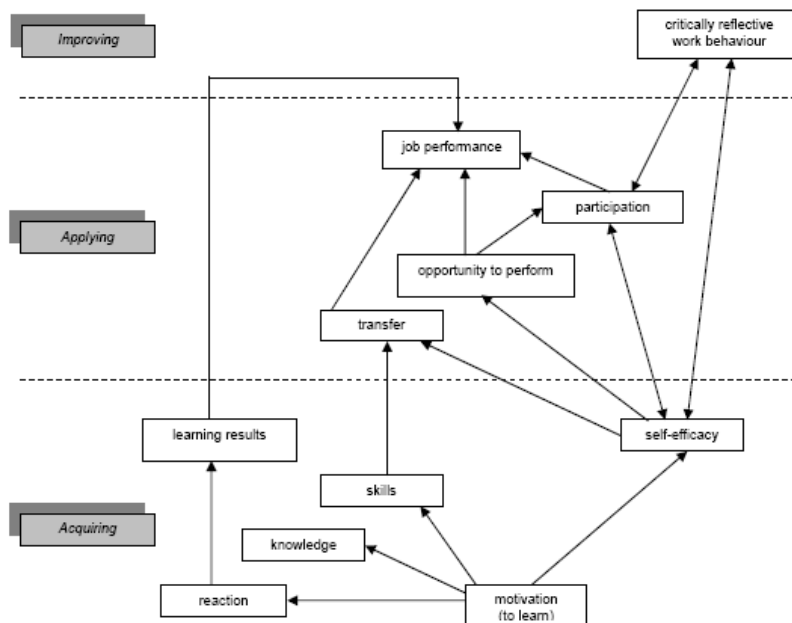 critically reflective
work behaviour
Improving
job performance
participation
Applying
opportunity to perform
transfer
learning results
self-efficacy
skills
Acquiring
knowledge
reaction
motivation
(to learn)